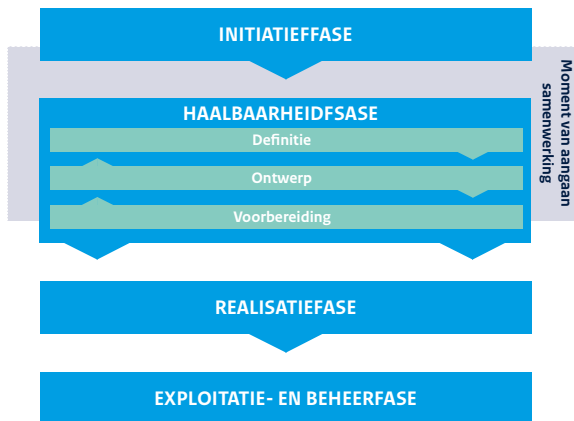 INITIATIEFFASE
HAALBAARHEIDFSASE
Definitie
Ontwerp
Voorbereiding
Moment van aangaan
samenwerking
REALISATIEFASE
EXPLOITATIE- EN BEHEERFASE